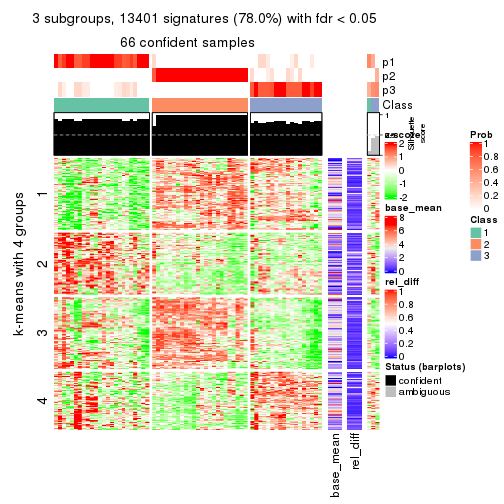 3 subgroups, 13401 signatures (78.0%) with fdr < 0.05
66 confident samples
p1
p2
p3
Class
1
Silhouette
score
k-means with 4 groups
1
2
3
4
base_mean
rel_diff
z-score
2
1
0
-1
-2
base_mean
8
6
4
2
0
rel_diff
1
0.8
0.6
0.4
0.2
0
Status (barplots)
confident
ambiguous
Prob
1
0.8
0.6
0.4
0.2
0
Class
1
2
3